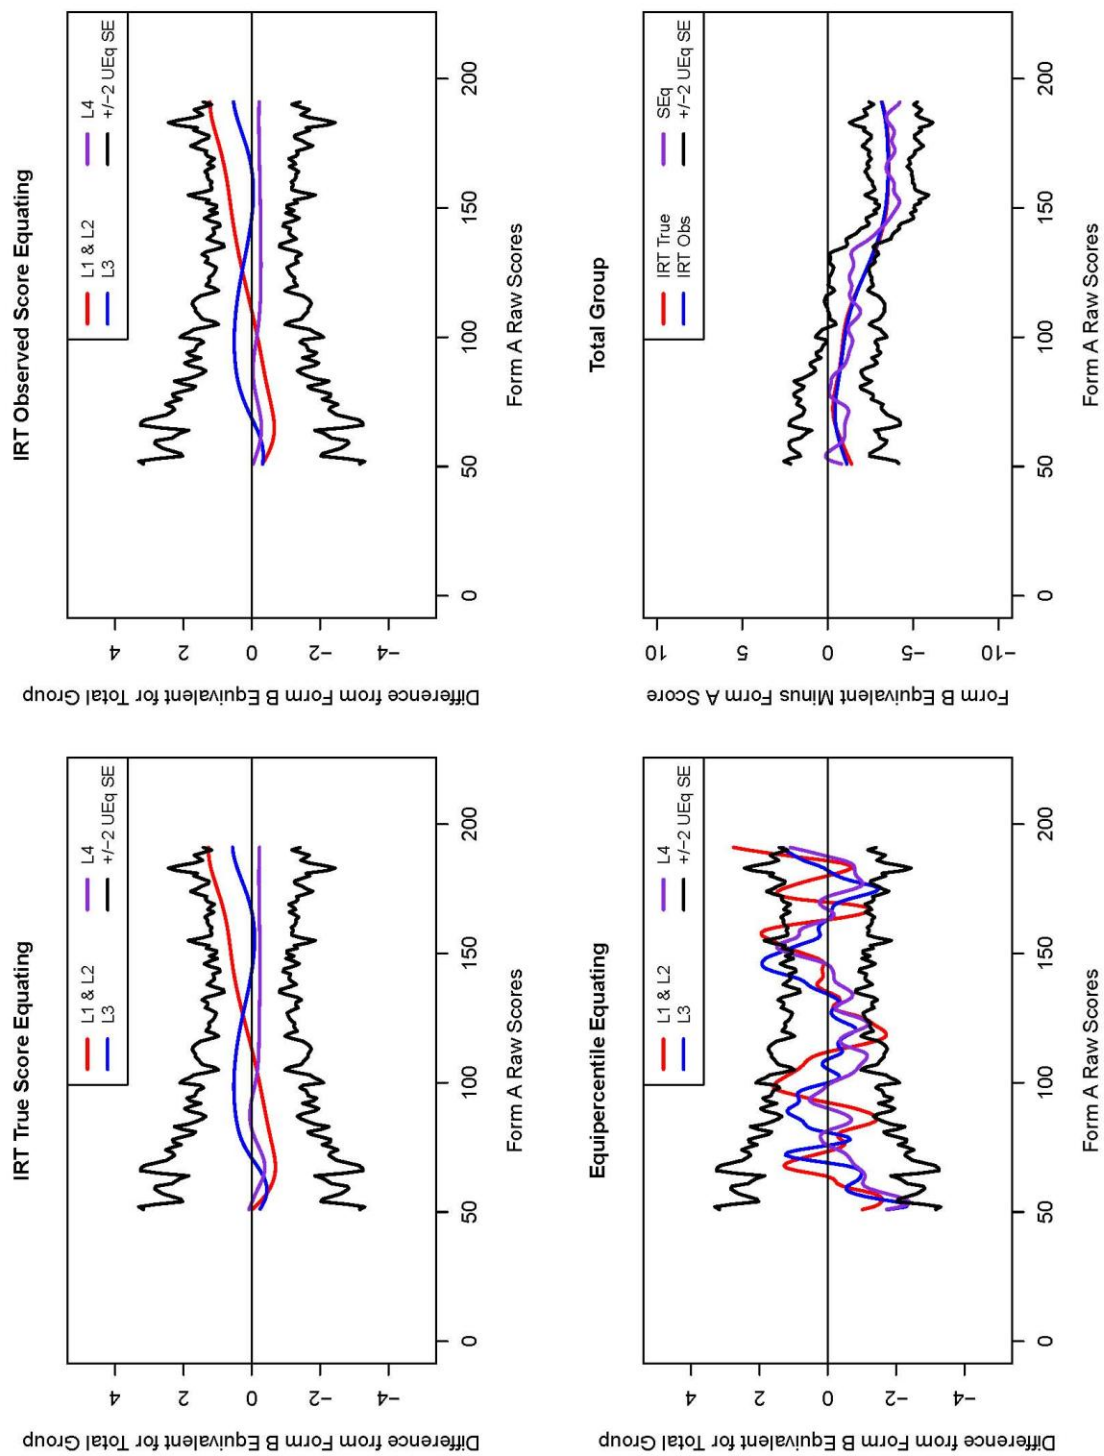 IRT True Score Equating
L1 & L2
L3
L4
+/−2 UEq SE
Difference from Form B Equivalent for Total Group
4
2
0
−2
−4
0
50
100
150
200
Form A Raw Scores
IRT Observed Score Equating
L1 & L2
L3
L4
+/−2 UEq SE
Difference from Form B Equivalent for Total Group
4
2
0
−2
−4
0
50
100
150
200
Form A Raw Scores
Equipercentile Equating
L1 & L2
L3
L4
+/−2 UEq SE
Difference from Form B Equivalent for Total Group
4
2
0
−2
−4
0
50
100
150
200
Form A Raw Scores
Total Group
IRT True
IRT Obs
SEq
+/−2 UEq SE
Form B Equivalent Minus Form A Score
10
5
0
−5
−10
0
50
100
150
200
Form A Raw Scores